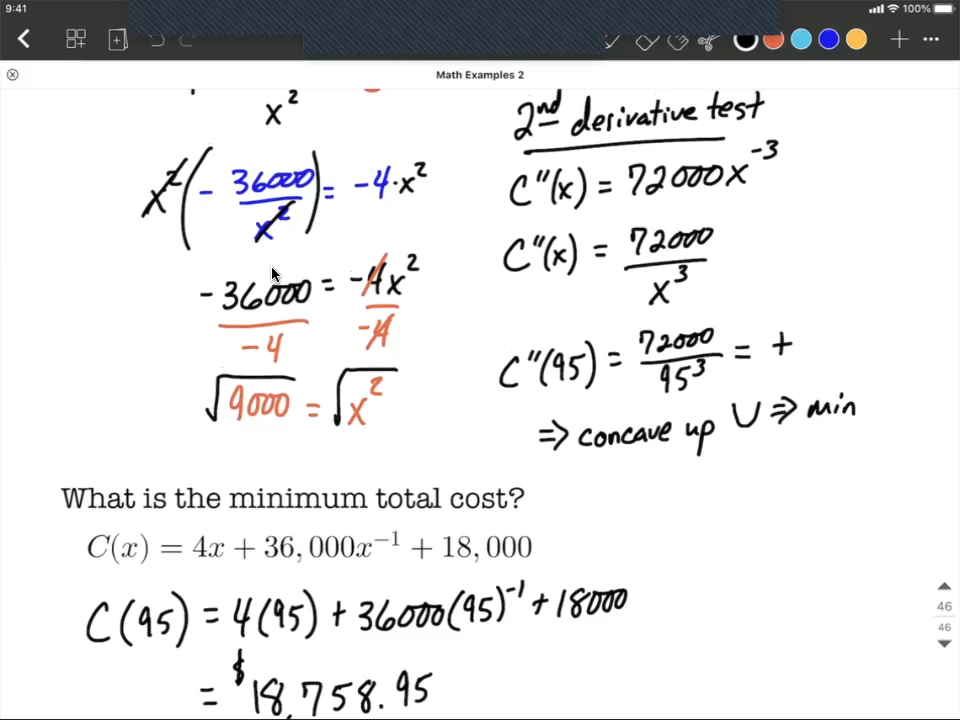 9:41
100%
Math Examples 2
x²
x²(- 36000/x²) = -4·x²
-36000 = -4x²
-4 -4
√9000 = √x²
2nd derivative test
C"(x) = 72000x⁻³
C"(x) = 72000/x³
C"(95) = 72000/95³ = +
⇒ concave up ∪ ⇒ min
What is the minimum total cost?
C(x) = 4x + 36,000x⁻¹ + 18,000
C(95) = 4(95) + 36000(95)⁻¹ + 18000
= $18,758.95
46
46